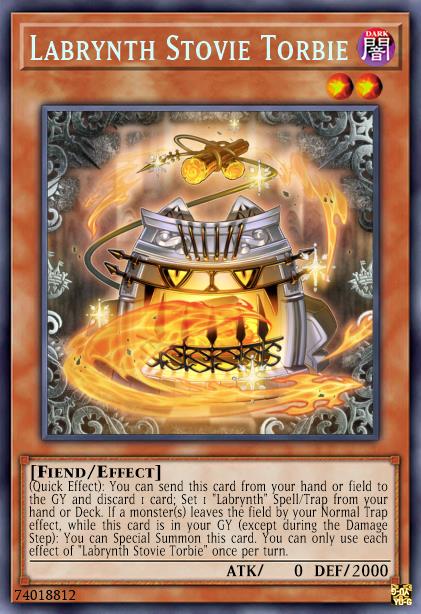 LABRYNTH STOVIE TORBIE
DARK
闇
[FIEND/EFFECT]
(Quick Effect): You can send this card from your hand or field to
the GY and discard 1 card; Set 1 "Labrynth" Spell/Trap from your
hand or Deck. If a monster(s) leaves the field by your Normal Trap
effect, while this card is in your GY (except during the Damage
Step): You can Special Summon this card. You can only use each
effect of "Labrynth Stovie Torbie" once per turn.
ATK/ 0 DEF/2000
74018812